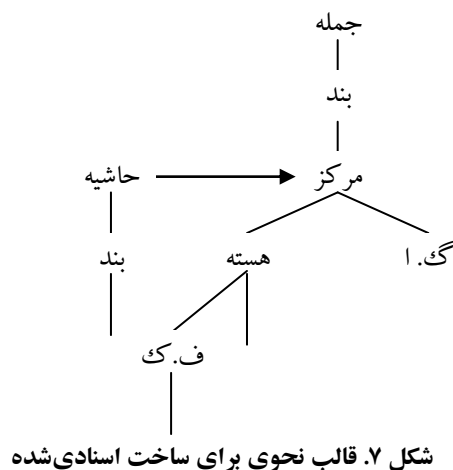 جمله
بند
حاشیه مرکز
بند هسته گ. ا
ف.ک
شکل ۷. قالب نحوی برای ساخت اسنادی‌شده